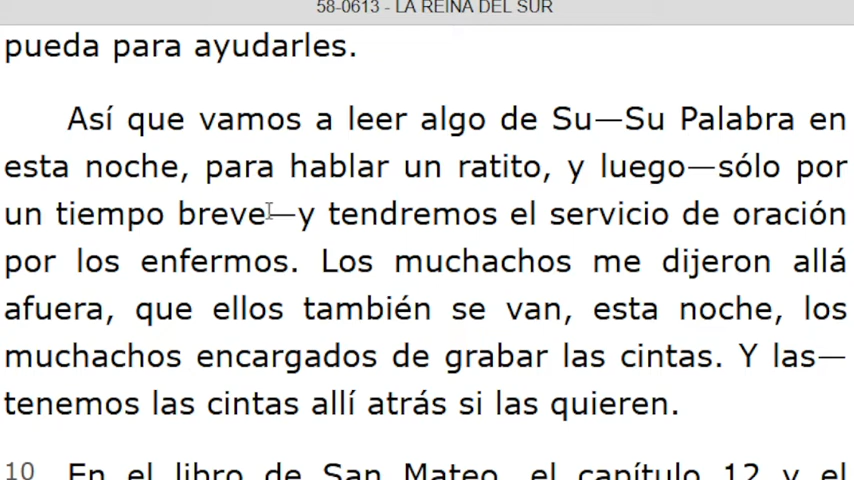 58-0613 - LA REINA DEL SUR
pueda para ayudarles.
Así que vamos a leer algo de Su—Su Palabra en
esta noche, para hablar un ratito, y luego—sólo por
un tiempo breve—y tendremos el servicio de oración
por los enfermos. Los muchachos me dijeron allá
afuera, que ellos también se van, esta noche, los
muchachos encargados de grabar las cintas. Y las—
tenemos las cintas allí atrás si las quieren.
10 En el libro de San Mateo, el capítulo 12 y el